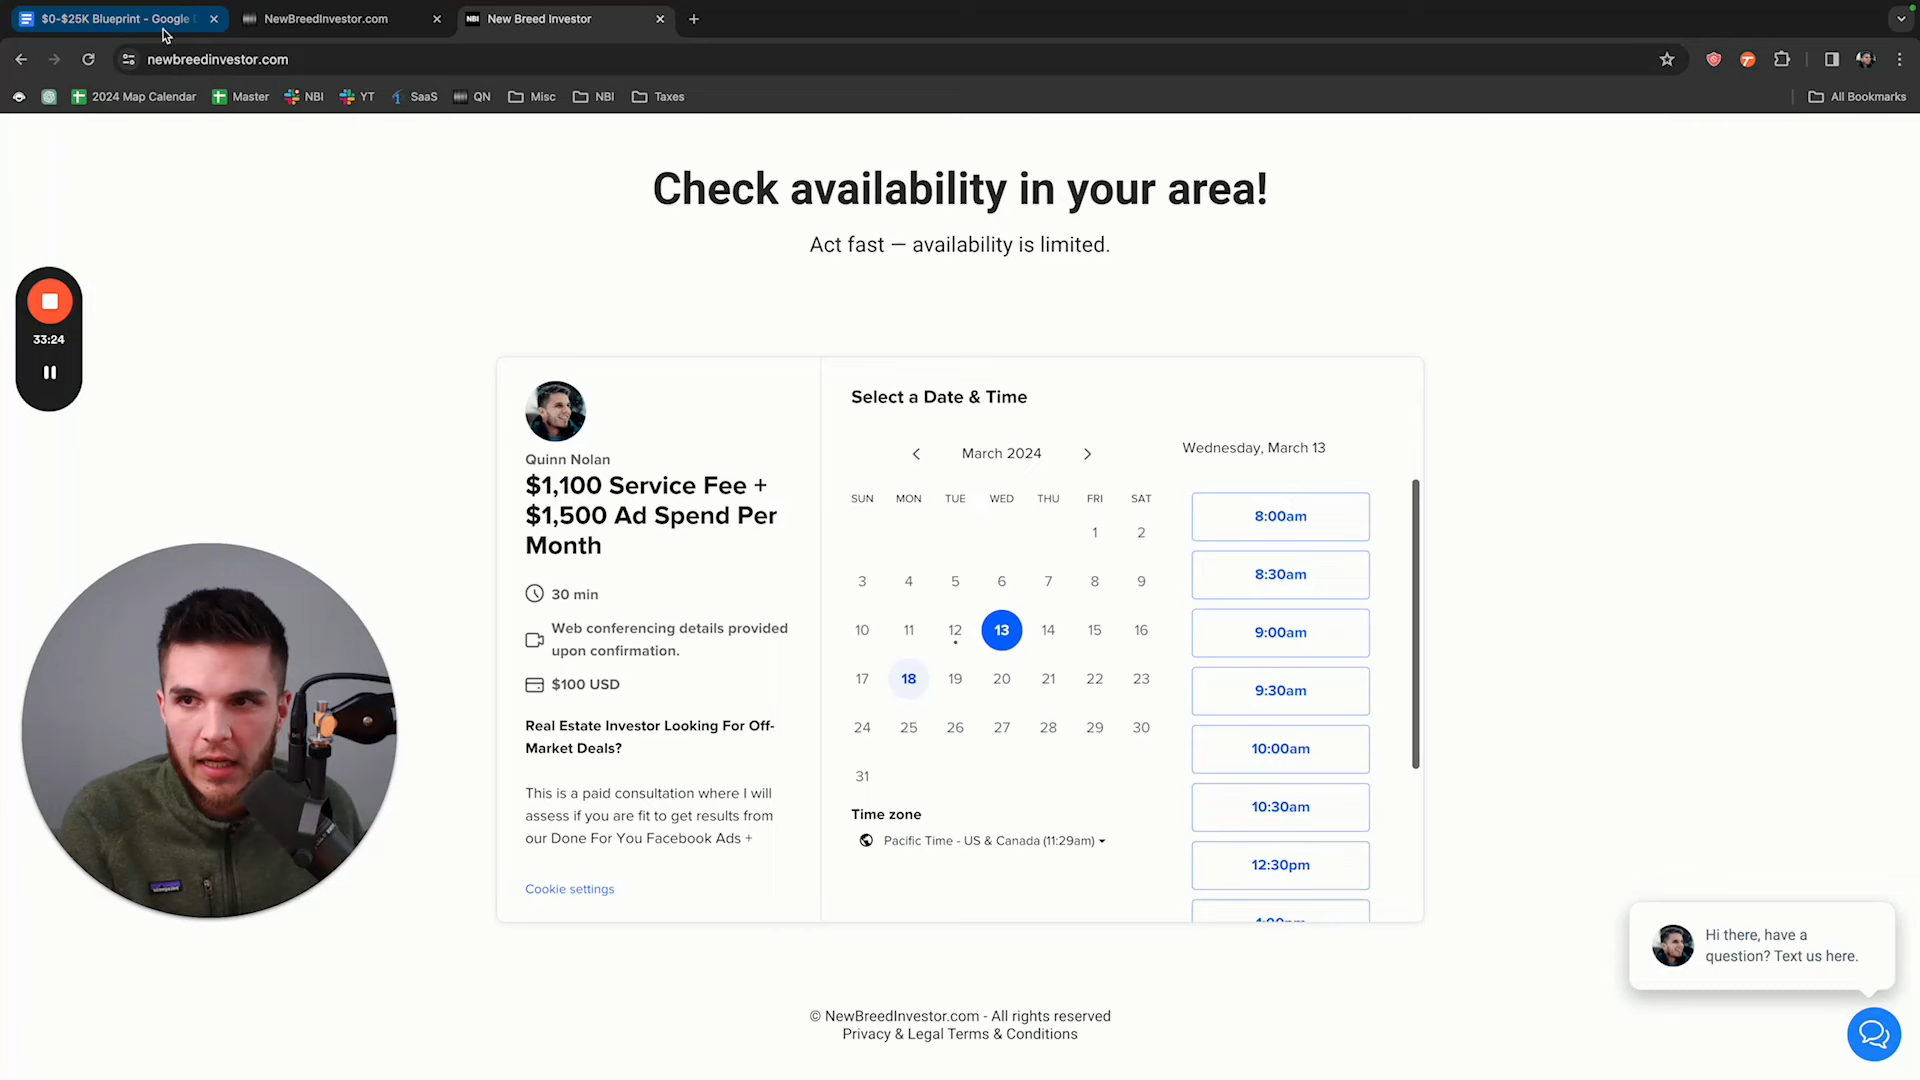 $0-$25K Blueprint - Google
NewBreedInvestor.com
NBI New Breed Investor
newbreedinvestor.com
2024 Map Calendar
Master
NBI
YT
SaaS
QN
Misc
NBI
Taxes
All Bookmarks
Check availability in your area!
Act fast — availability is limited.
33:24
Quinn Nolan
$1,100 Service Fee +
$1,500 Ad Spend Per
Month
30 min
Web conferencing details provided
upon confirmation.
$100 USD
Real Estate Investor Looking For Off-
Market Deals?
This is a paid consultation where I will
assess if you are fit to get results from
our Done For You Facebook Ads +
Cookie settings
Select a Date & Time
March 2024
SUN MON TUE WED THU FRI SAT
1 2
3 4 5 6 7 8 9
10 11 12 13 14 15 16
17 18 19 20 21 22 23
24 25 26 27 28 29 30
31
Time zone
Pacific Time - US & Canada (11:29am)
Wednesday, March 13
8:00am
8:30am
9:00am
9:30am
10:00am
10:30am
12:30pm
1:00pm
Hi there, have a
question? Text us here.
© NewBreedInvestor.com - All rights reserved
Privacy & Legal Terms & Conditions